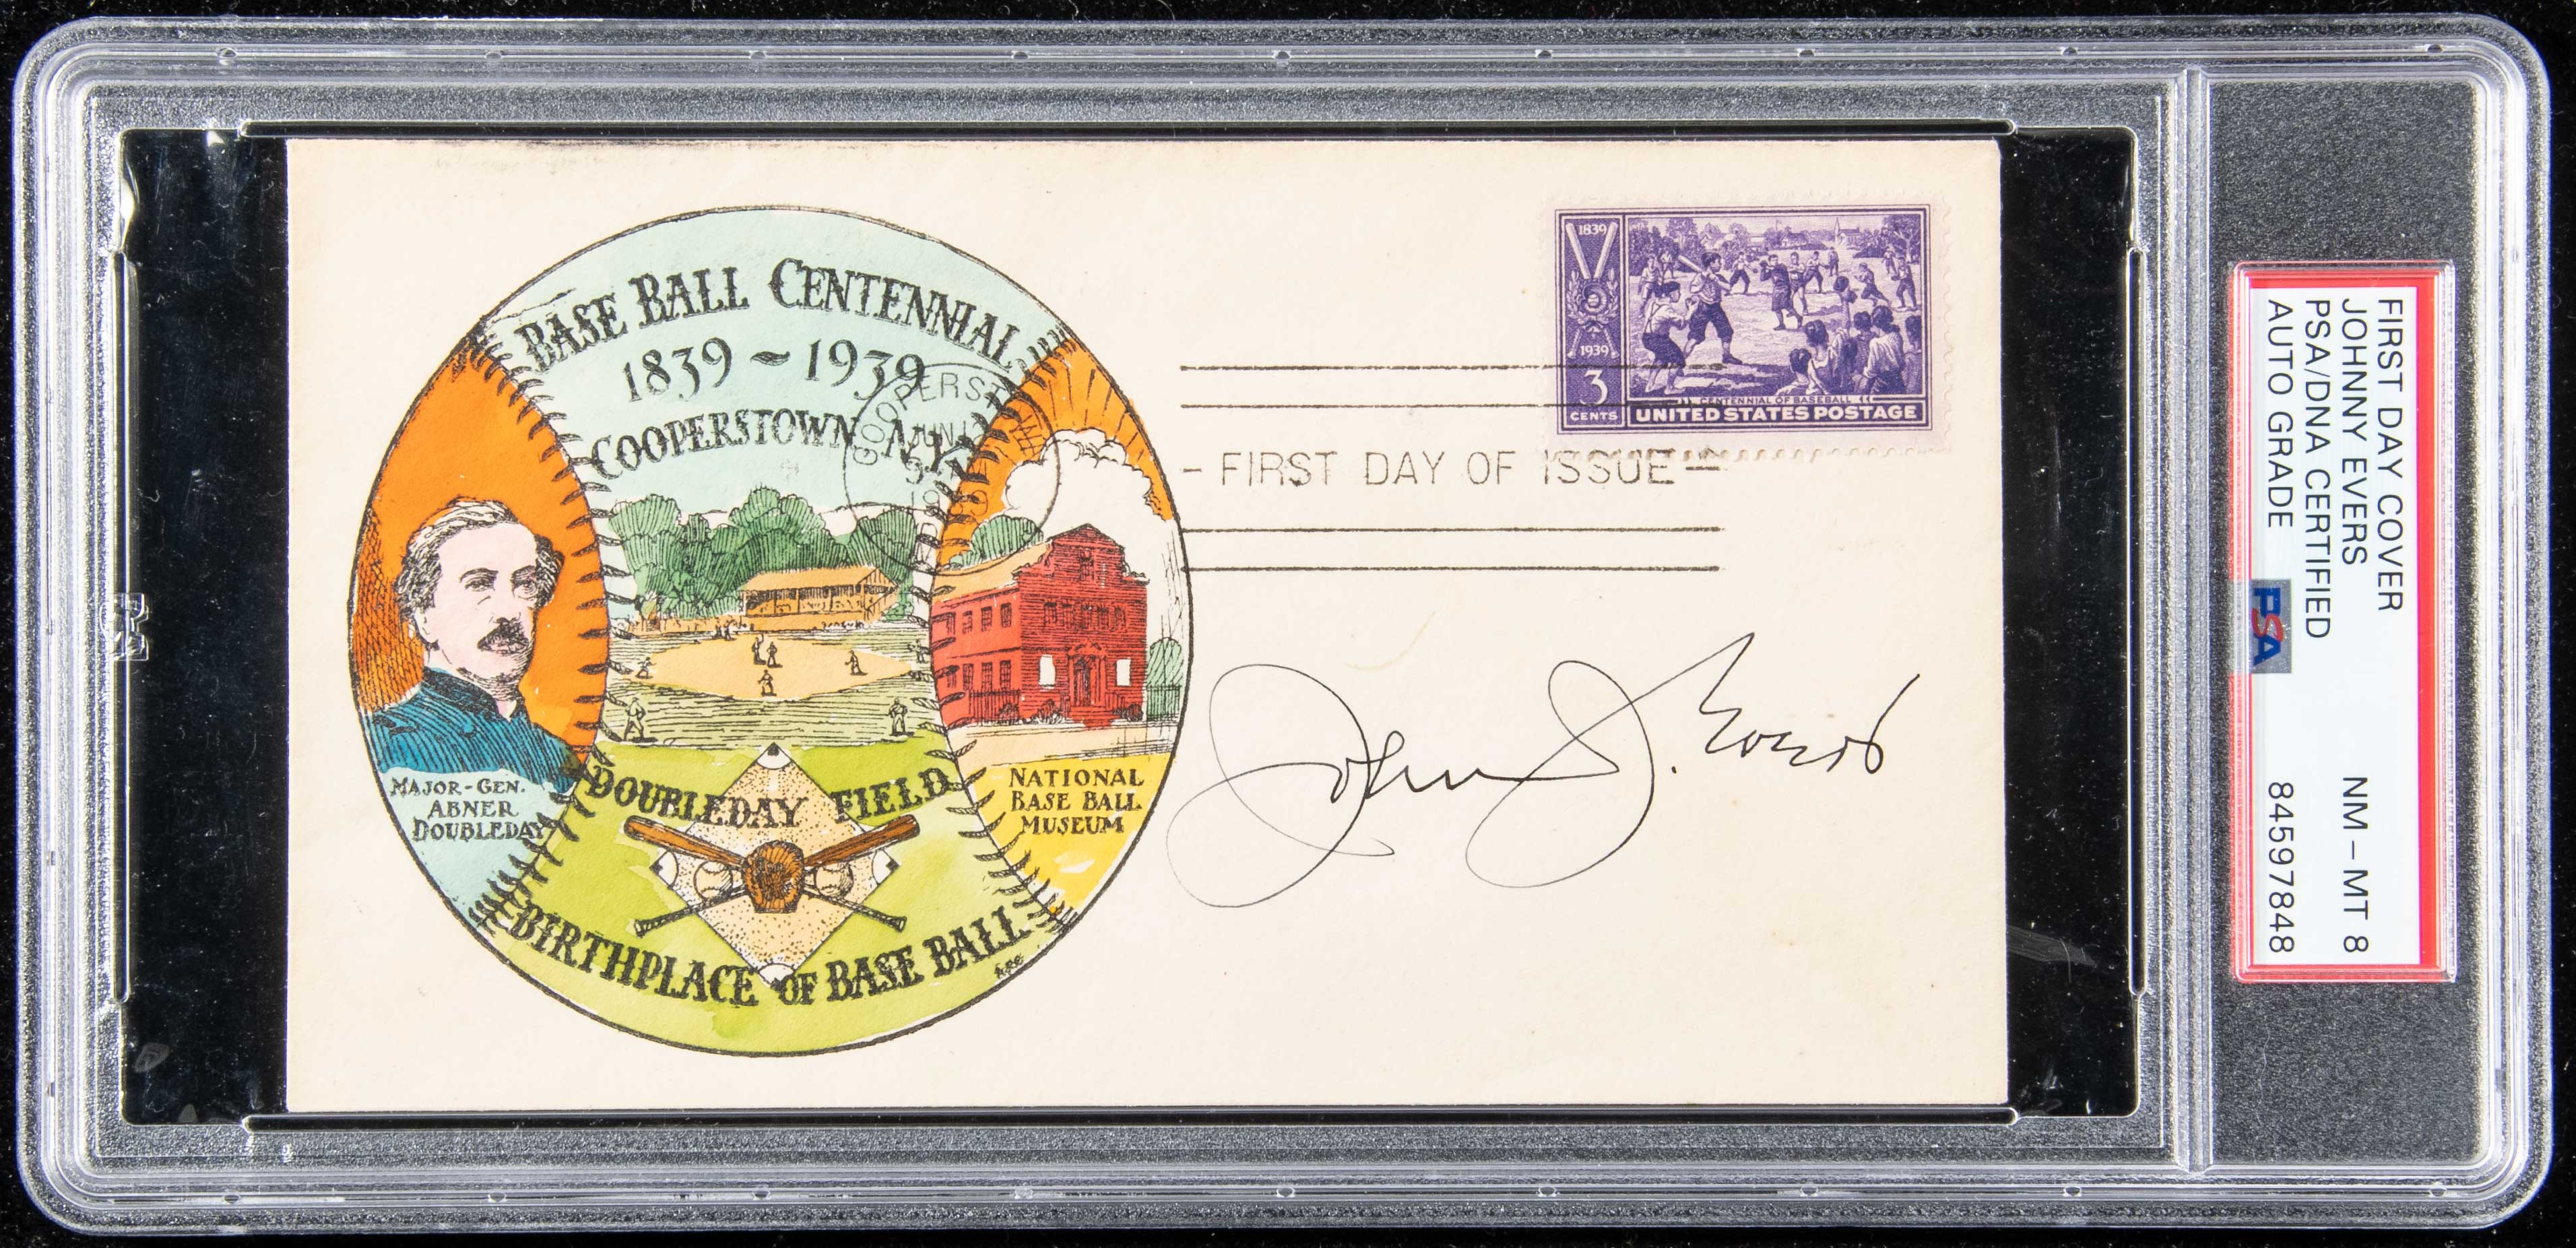 BASE BALL CENTENNIAL
1839 ~ 1939
COOPERSTOWN N.Y.
MAJOR-GEN.
ABNER
DOUBLEDAY
DOUBLEDAY FIELD
NATIONAL
BASE BALL
MUSEUM
BIRTHPLACE OF BASE BALL
1839
1939
3
CENTS
CENTENNIAL OF BASEBALL
UNITED STATES POSTAGE
- FIRST DAY OF ISSUE -
John J. Evers
FIRST DAY COVER
JOHNNY EVERS NM-MT 8
PSA/DNA CERTIFIED
AUTO GRADE 84597848
PSA